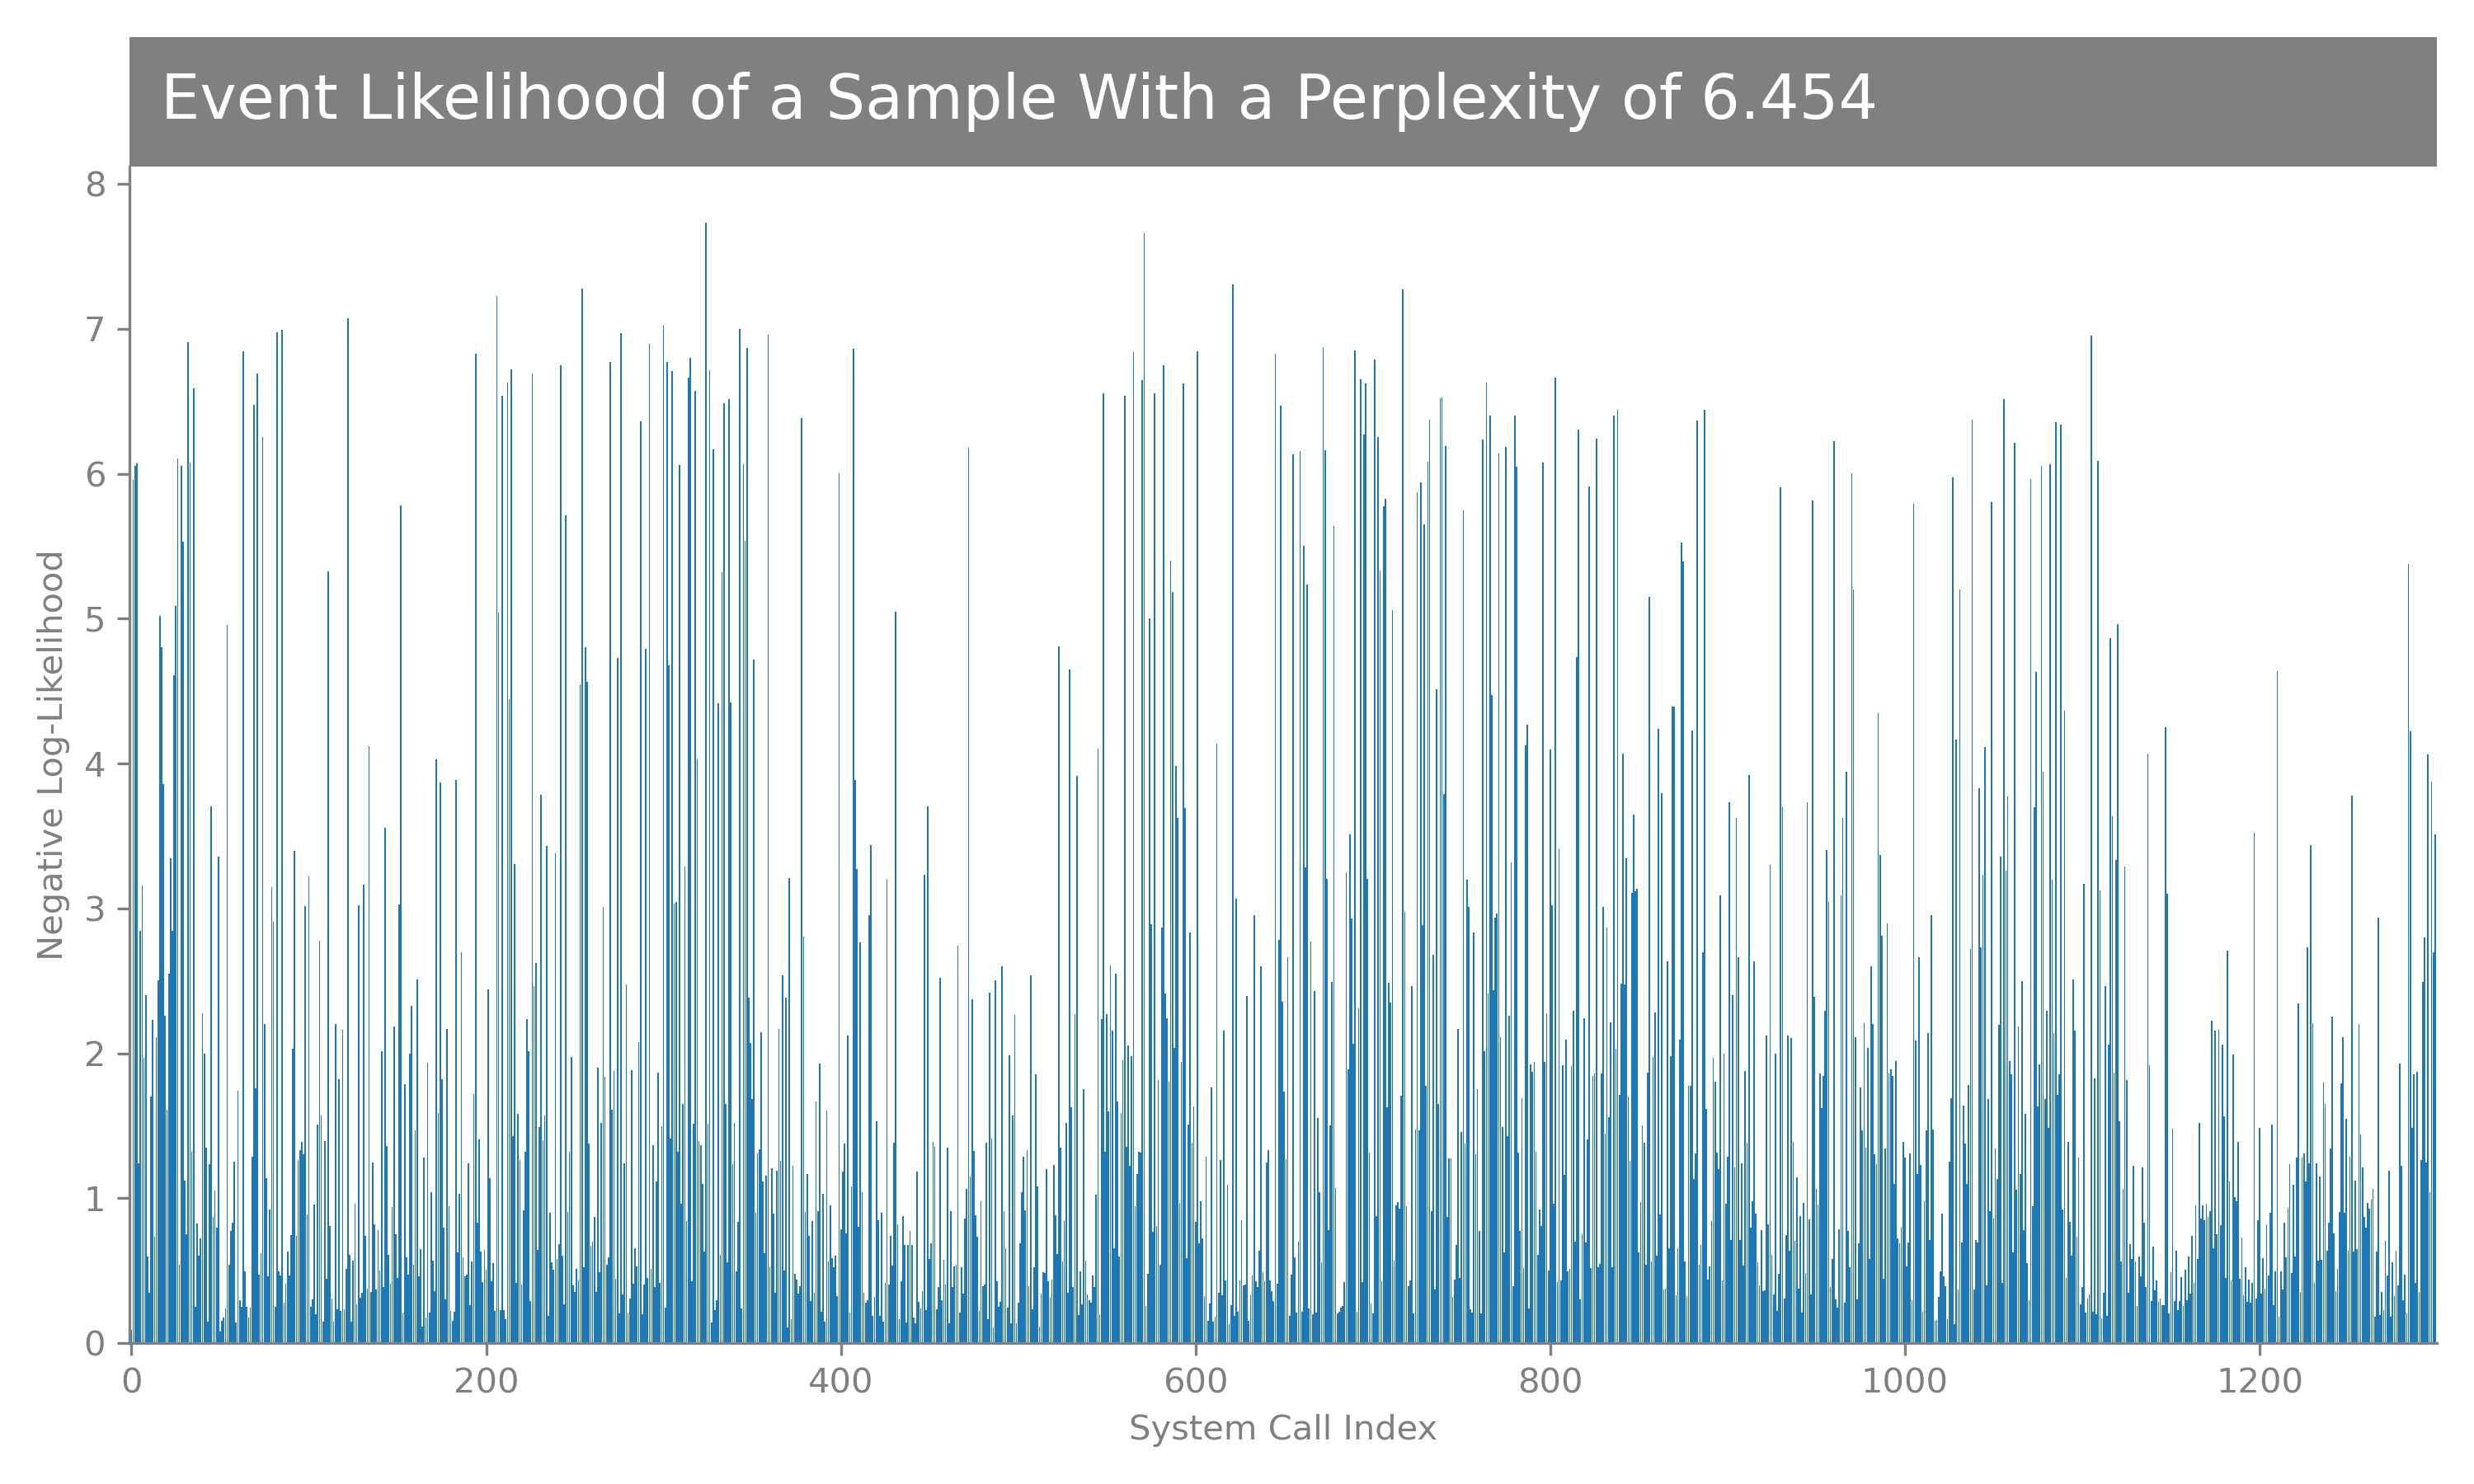 Event Likelihood of a Sample With a Perplexity of 6.454
8
7
6
5
4
3
2
1
0
Negative Log-Likelihood
0 200 400 600 800 1000 1200
System Call Index